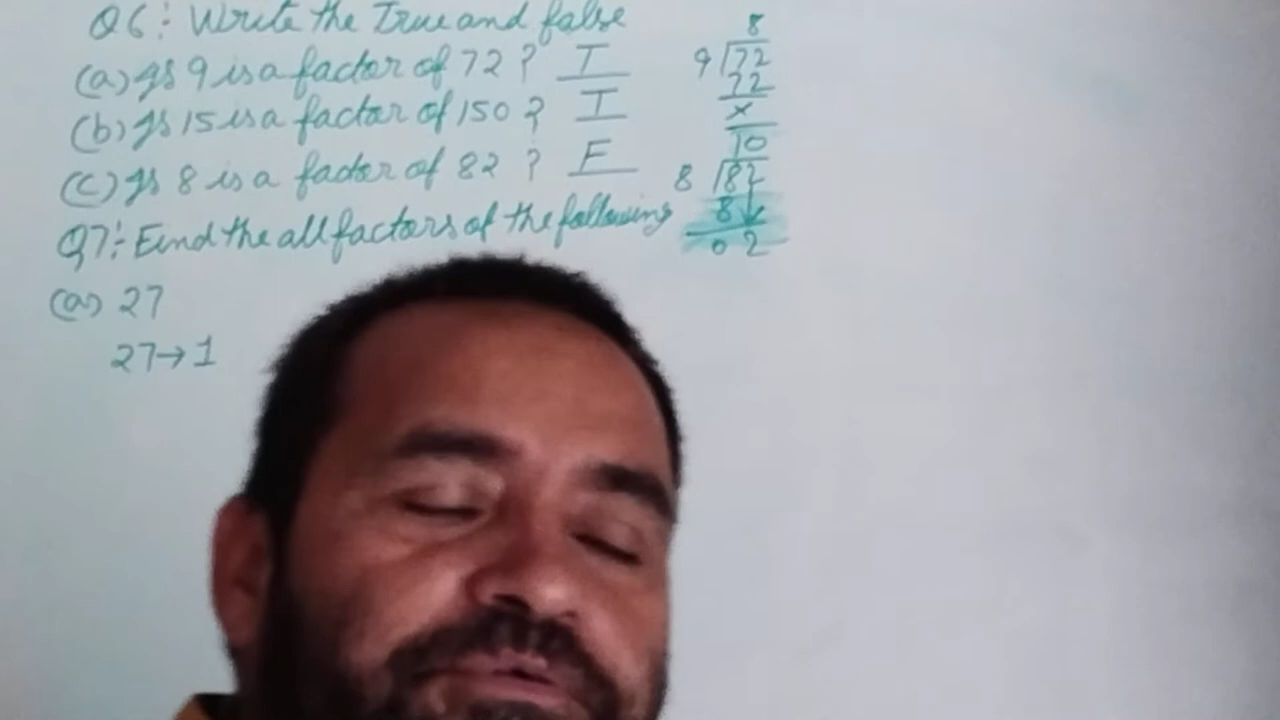 Q6: Write the True and false
(a) Is 9 is a factor of 72 ? T
(b) Is 15 is a factor of 150 ? T
(c) Is 8 is a factor of 82 ? F
Q7:- Find the all factors of the following
(a) 27
27→1
8
9 72
72
×
10
8 82
8↓
02